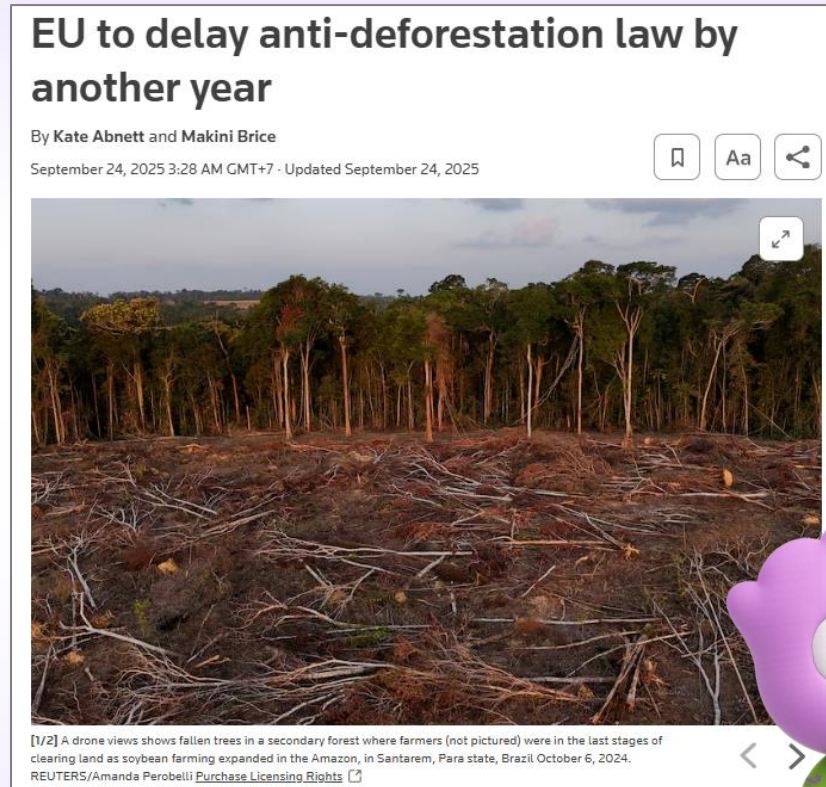 EU to delay anti-deforestation law by
another year
By Kate Abnett and Makini Brice
September 24, 2025 3:28 AM GMT+7 · Updated September 24, 2025
Aa
[1/2] A drone views shows fallen trees in a secondary forest where farmers (not pictured) were in the last stages of
clearing land as soybean farming expanded in the Amazon, in Santarem, Para state, Brazil October 6, 2024.
REUTERS/Amanda Perobelli Purchase Licensing Rights